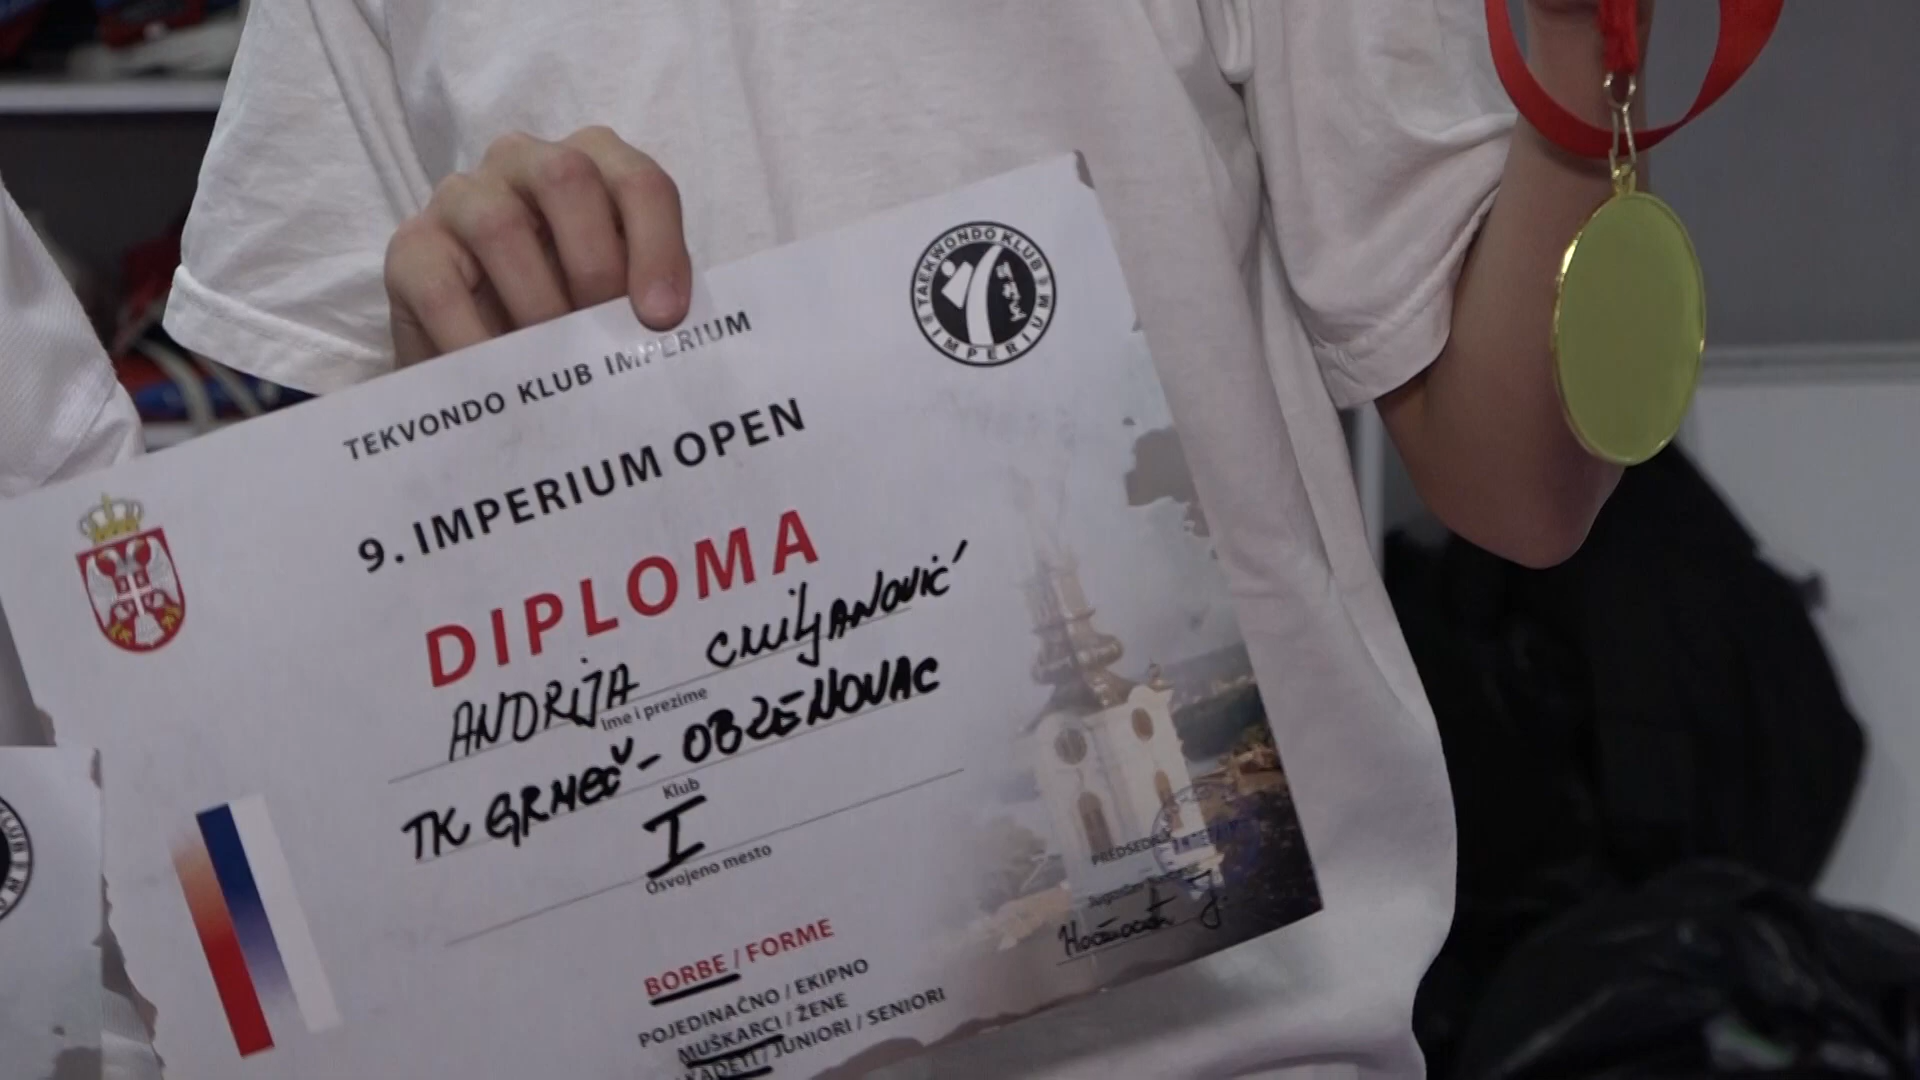 TEKVONDO KLUB IMPERIUM
TAEKWONDO KLUB IMPERIUM
9. IMPERIUM OPEN
DIPLOMA
ANDRIJA CMILJANOVIĆ
Ime i prezime
TK GRMEČ - OBRENOVAC
Klub
I
Osvojeno mesto
BORBE / FORME
POJEDINAČNO / EKIPNO
MUŠKARCI / ŽENE
KADETI / JUNIORI / SENIORI
PREDSEDNIK